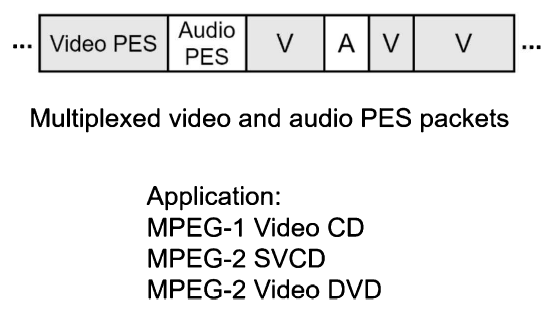 ... Video PES Audio PES V A V V ...
Multiplexed video and audio PES packets
Application:
MPEG-1 Video CD
MPEG-2 SVCD
MPEG-2 Video DVD